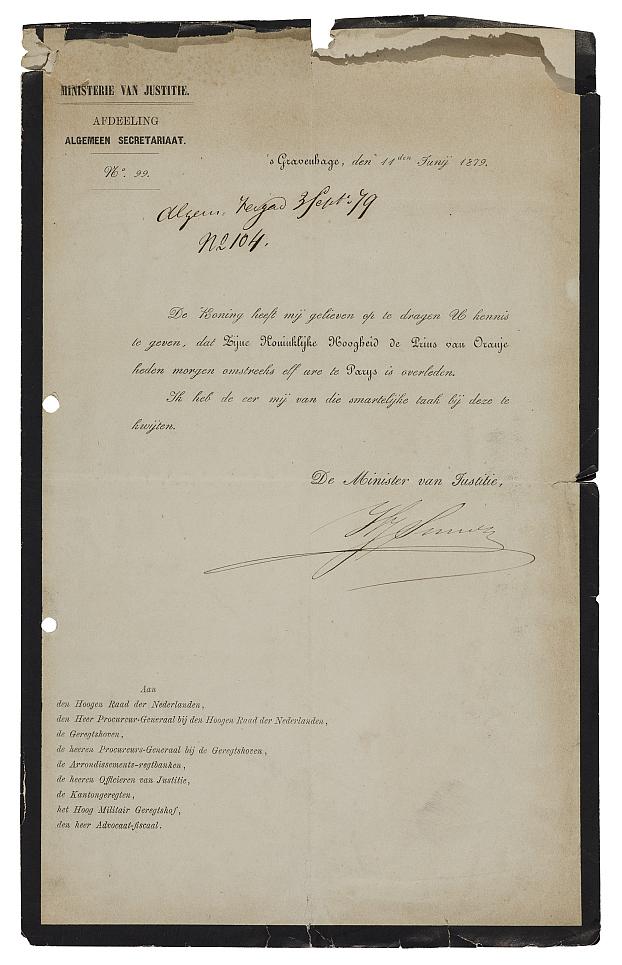 MINISTERIE VAN JUSTITIE.
AFDEELING
ALGEMEEN SECRETARIAAT.
No. 99.
's Gravenhage, den 11den Junij 1879.
Algem. 3 Sept. 79
No 104.
De Koning heeft mij gelieven op te dragen U kennis
te geven, dat Zijne Koninklijke Hoogheid de Prins van Oranje
heden morgen omstreeks elf ure te Parys is overleden.
Ik heb de eer mij van die smartelijke taak bij deze te
kwijten.
De Minister van Justitie,
HJ Smidt
Aan
den Hoogen Raad der Nederlanden,
den Heer Procureur-Generaal bij den Hoogen Raad der Nederlanden,
de Geregtshoven,
de heeren Procureurs-Generaal bij de Geregtshoven,
de Arrondissements-regtbanken,
de heeren Officieren van Justitie,
de Kantongeregten,
het Hoog Militair Geregtshof,
den heer Advocaat-fiscaal.